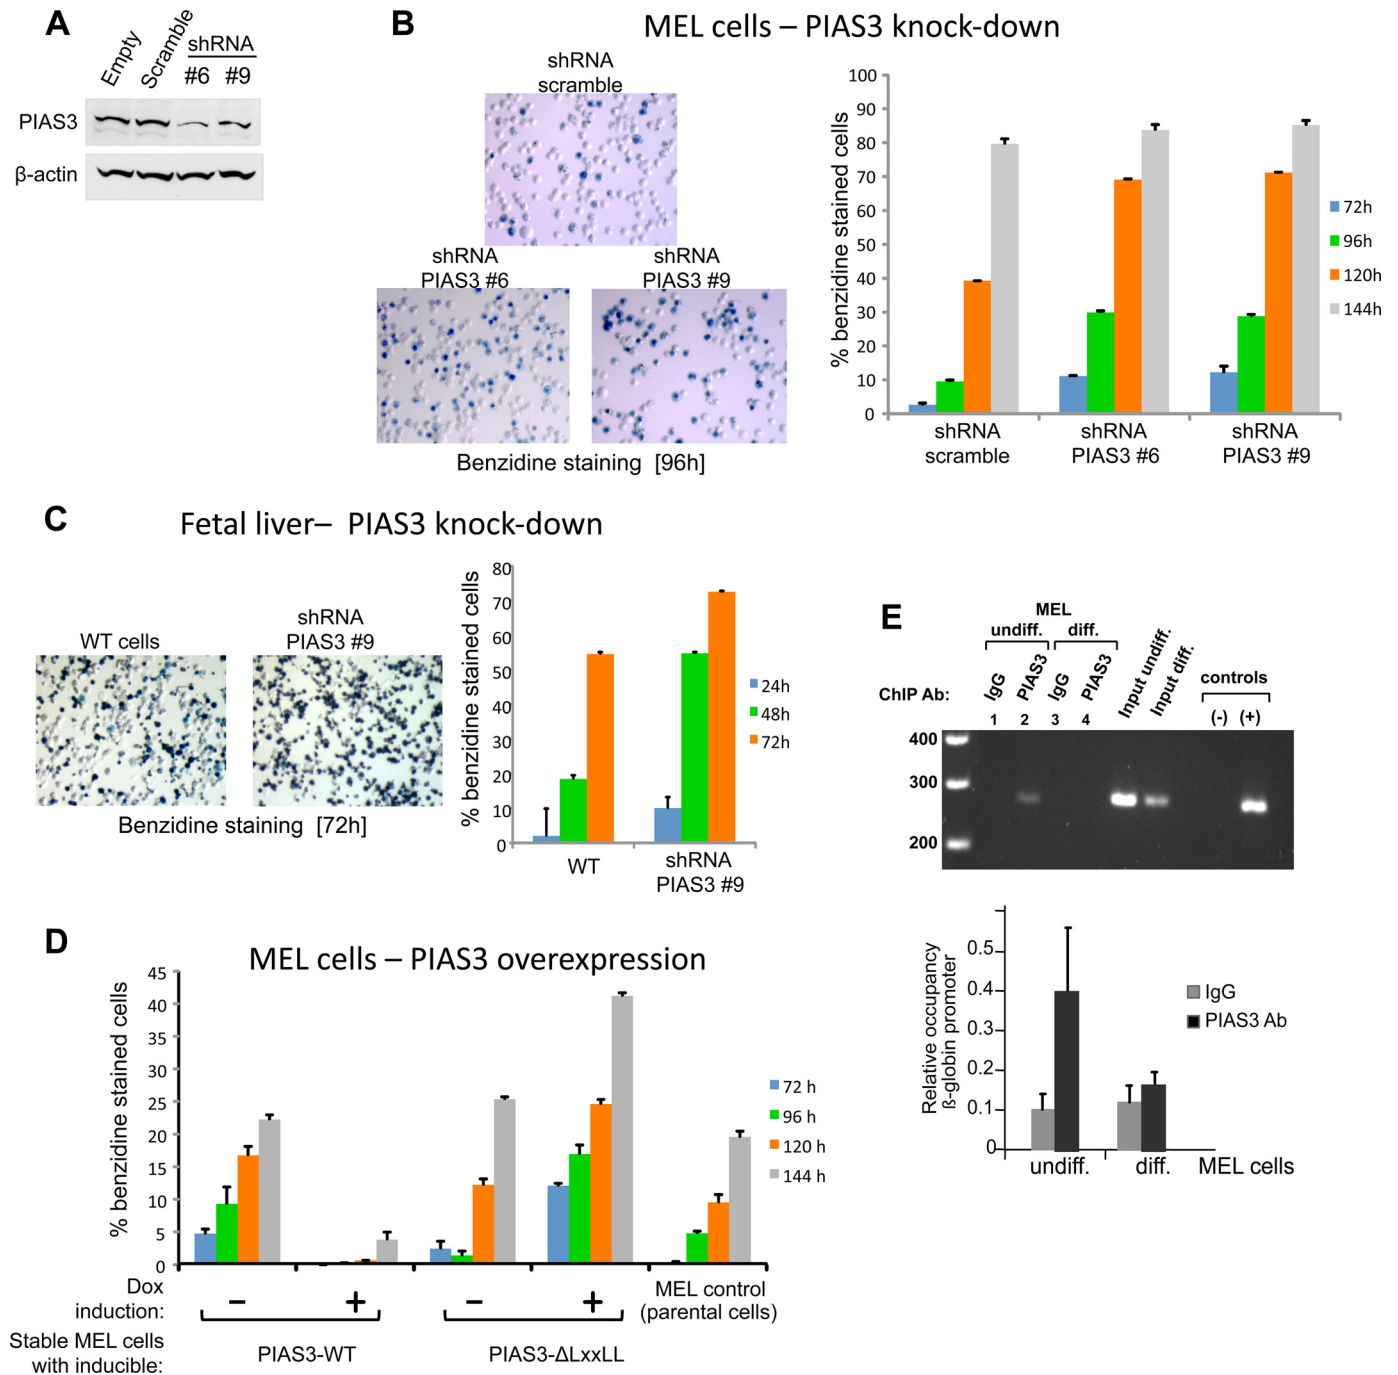 A
Empty
Scramble
shRNA
#6 #9
PIAS3
β-actin
B
MEL cells – PIAS3 knock-down
shRNA
scramble
shRNA
PIAS3 #6
shRNA
PIAS3 #9
Benzidine staining [96h]
% benzidine stained cells
100
90
80
70
60
50
40
30
20
10
0
shRNA
scramble
shRNA
PIAS3 #6
shRNA
PIAS3 #9
72h
96h
120h
144h
C
Fetal liver– PIAS3 knock-down
WT cells
shRNA
PIAS3 #9
Benzidine staining [72h]
% benzidine stained cells
80
70
60
50
40
30
20
10
0
WT
shRNA
PIAS3 #9
24h
48h
72h
D
MEL cells – PIAS3 overexpression
% benzidine stained cells
45
40
35
30
25
20
15
10
5
0
72 h
96 h
120 h
144 h
Dox
induction:
− + − +
MEL control
(parental cells)
Stable MEL cells
with inducible:
PIAS3-WT
PIAS3-ΔLxxLL
E
MEL
undiff. diff.
ChIP Ab:
IgG
PIAS3
IgG
PIAS3
Input undiff.
Input diff.
controls
1 2 3 4
(-) (+)
400
300
200
Relative occupancy
ß-globin promoter
0.5
0.4
0.3
0.2
0.1
0
IgG
PIAS3 Ab
undiff. diff. MEL cells